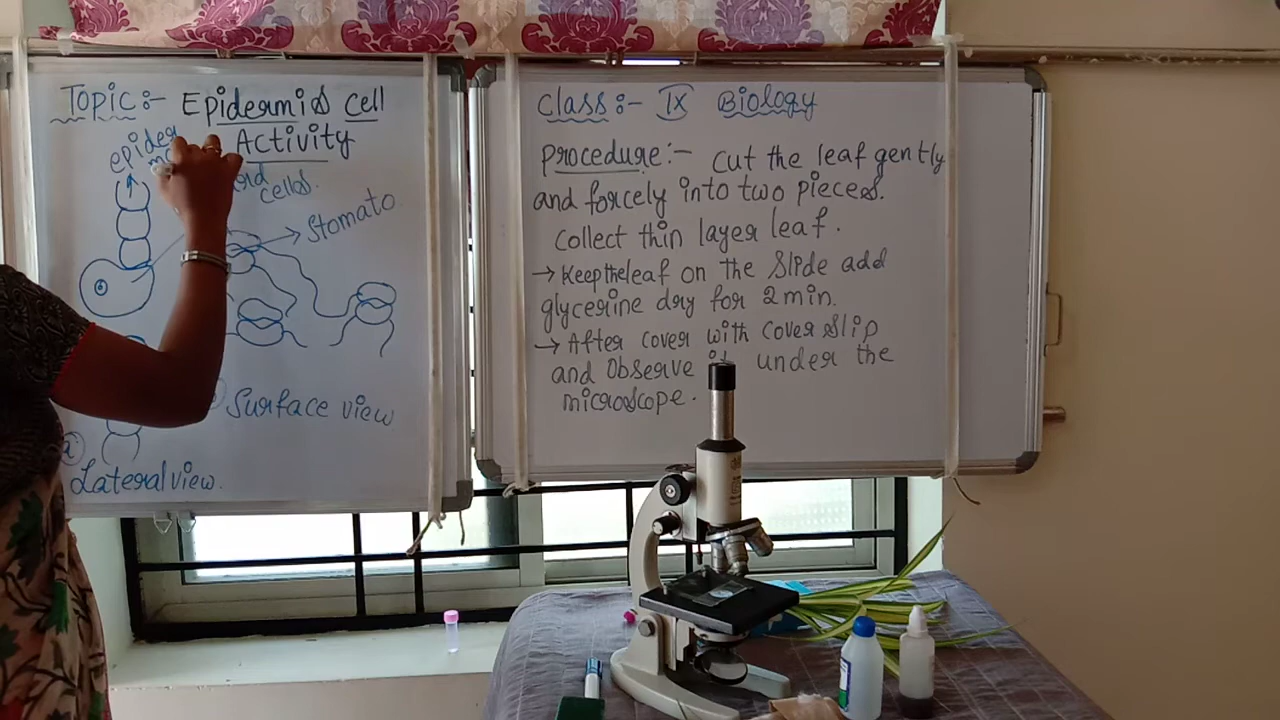 Topic:- Epidermis cell
Activity
epider
cells.
Stomato
Surface view
a
Lateral view.
Class:- IX Biology
Procedure:- Cut the leaf gently
and forcely into two pieces.
Collect thin layer leaf.
→ Keep the leaf on the Slide add
glycerine dry for 2 min.
→ After cover with cover slip
and Observe it under the
microscope.